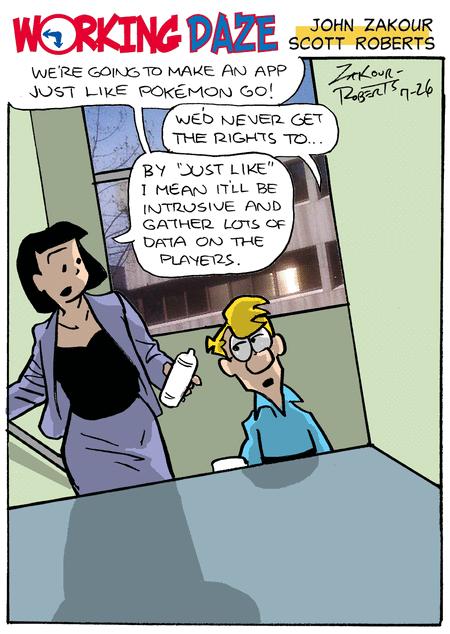 WORKING DAZE
JOHN ZAKOUR
SCOTT ROBERTS
WE'RE GOING TO MAKE AN APP
JUST LIKE POKÉMON GO!
ZAKOUR-
ROBERTS 7-26
WE'D NEVER GET
THE RIGHTS TO...
BY "JUST LIKE"
I MEAN IT'LL BE
INTRUSIVE AND
GATHER LOTS OF
DATA ON THE
PLAYERS.